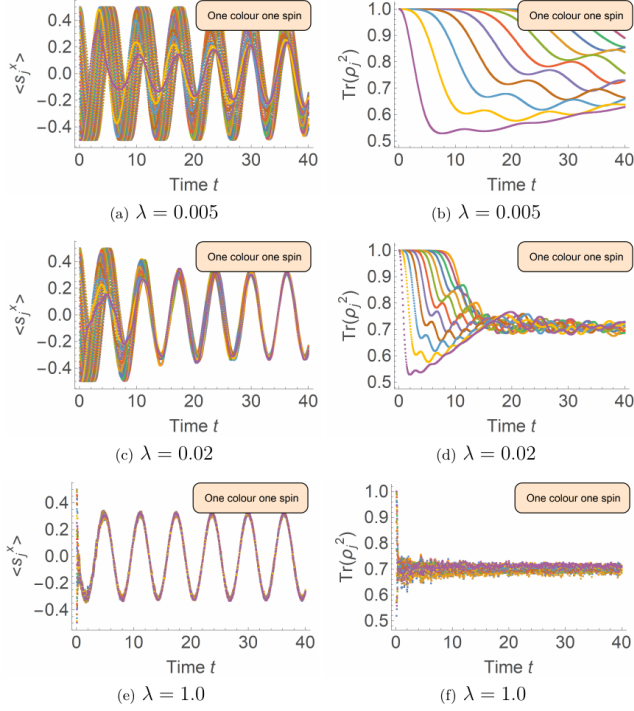 One colour one spin
<s_j^x>
0.4
0.2
0.0
−0.2
−0.4
0 10 20 30 40
Time t
(a) λ = 0.005
One colour one spin
Tr(ρ_j^2)
1.0
0.9
0.8
0.7
0.6
0.5
0 10 20 30 40
Time t
(b) λ = 0.005
One colour one spin
<s_j^x>
0.4
0.2
0.0
−0.2
−0.4
0 10 20 30 40
Time t
(c) λ = 0.02
One colour one spin
Tr(ρ_j^2)
1.0
0.9
0.8
0.7
0.6
0.5
0 10 20 30 40
Time t
(d) λ = 0.02
One colour one spin
<s_j^x>
0.4
0.2
0.0
−0.2
−0.4
0 10 20 30 40
Time t
(e) λ = 1.0
One colour one spin
Tr(ρ_j^2)
1.0
0.9
0.8
0.7
0.6
0.5
0 10 20 30 40
Time t
(f) λ = 1.0